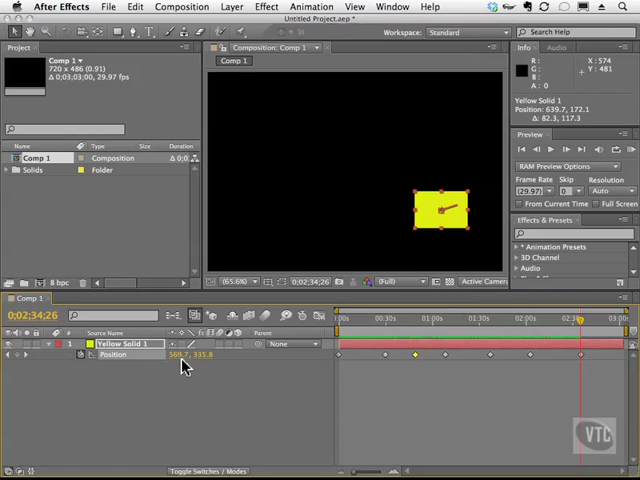 After Effects File Edit Composition Layer Effect Animation View Window Help
Untitled Project.aep *
Workspace: Standard Search Help
Project Composition: Comp 1 Info Audio
Comp 1 R: X: 574
G: Y: 481
B:
A: 0
Comp 1
720 x 486 (0.91)
Δ 0;03;03;00, 29.97 fps
Yellow Solid 1
Position: 639.7, 172.1
Δ: 82.3, 117.3
Preview
RAM Preview Options
Frame Rate Skip Resolution
(29.97) 0 Auto
From Current Time Full Screen
Name Type Size Duration
Comp 1 Composition Δ 0;0
Solids Folder
Effects & Presets
* Animation Presets
3D Channel
Audio
8 bpc (65.6%) 0;02;34;26 (Full) Active Camera
Comp 1
0;02;34;26
:00s 00:30s 01:00s 01:30s 02:00s 02:30s 03:00s
# Source Name Parent
1 Yellow Solid 1 None
Position 569.7, 335.8
VTC
Toggle Switches / Modes